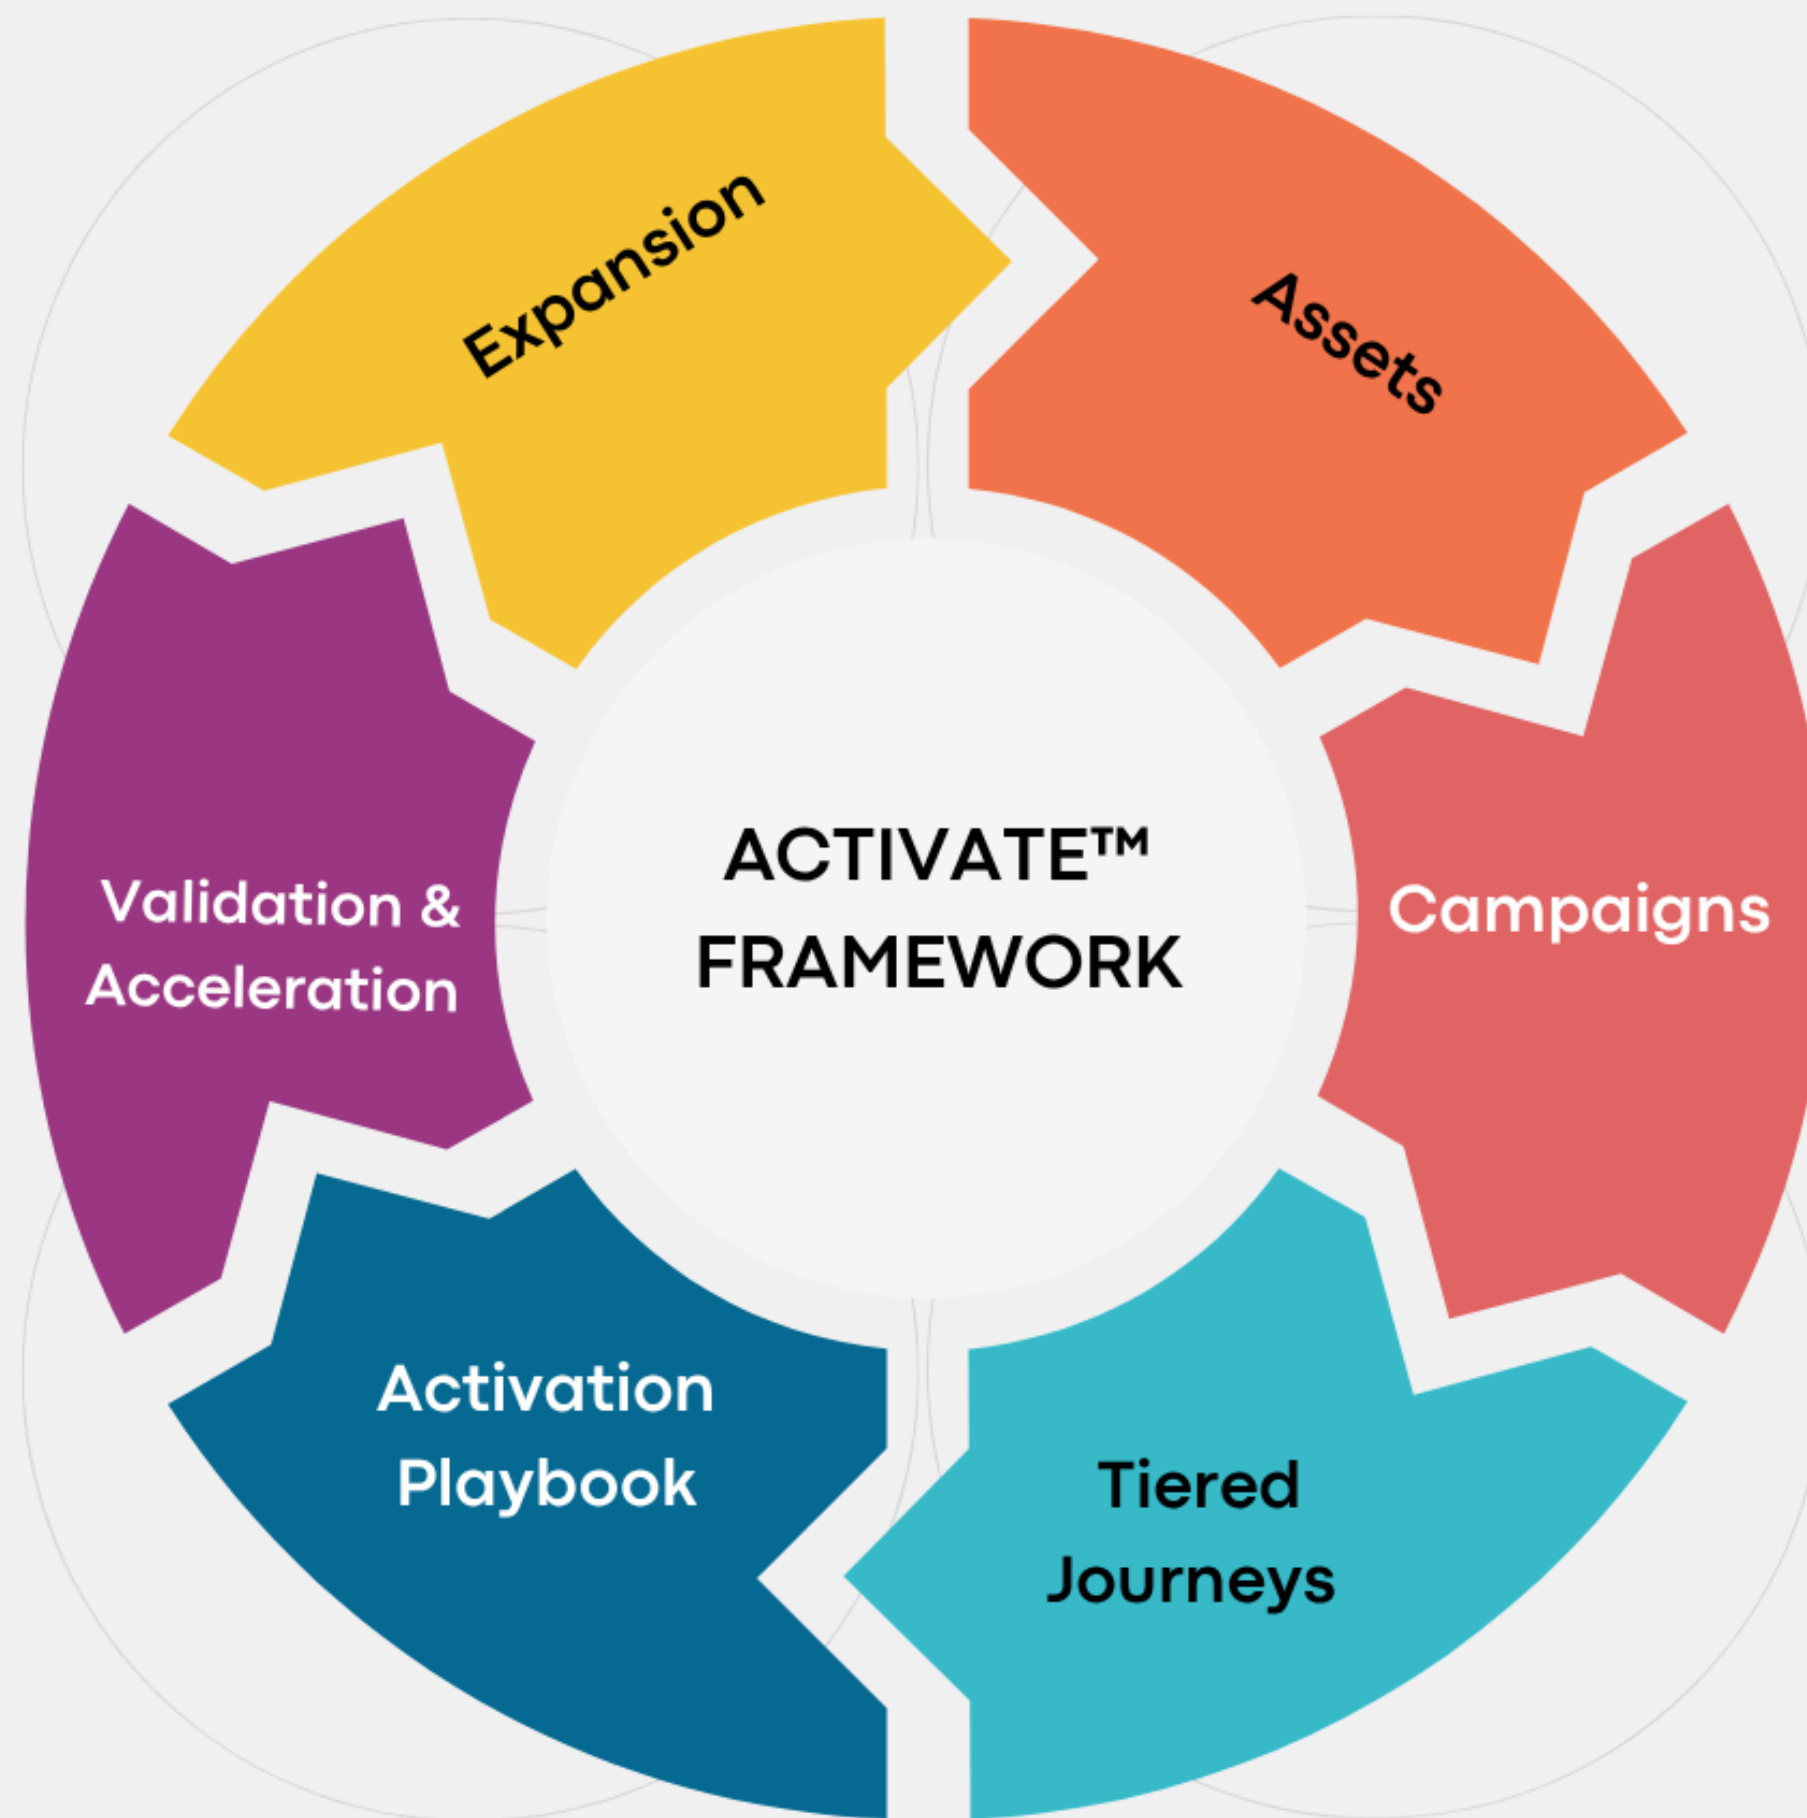 Expansion
Assets
Validation &
Acceleration
ACTIVATE™
FRAMEWORK
Campaigns
Activation
Playbook
Tiered
Journeys